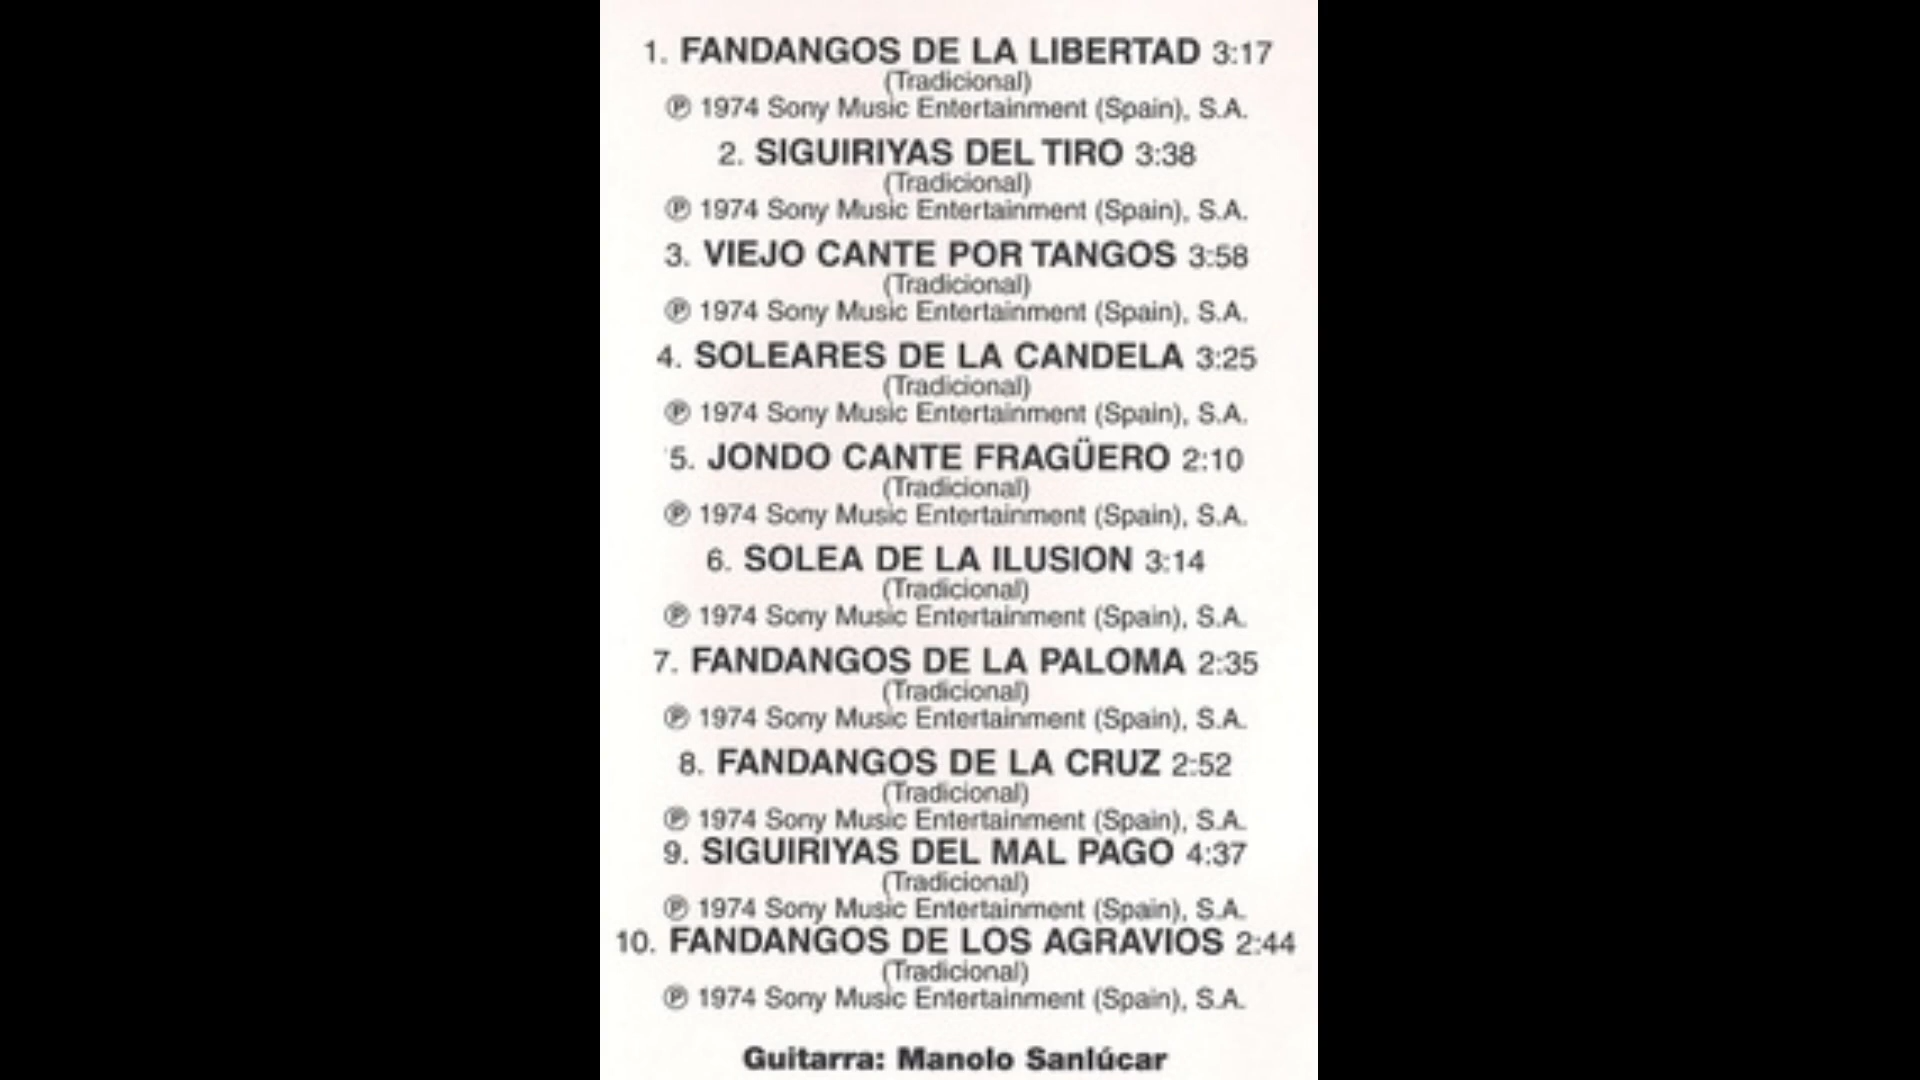 1. FANDANGOS DE LA LIBERTAD 3:17
(Tradicional)
℗ 1974 Sony Music Entertainment (Spain), S.A.
2. SIGUIRIYAS DEL TIRO 3:38
(Tradicional)
℗ 1974 Sony Music Entertainment (Spain), S.A.
3. VIEJO CANTE POR TANGOS 3:58
(Tradicional)
℗ 1974 Sony Music Entertainment (Spain), S.A.
4. SOLEARES DE LA CANDELA 3:25
(Tradicional)
℗ 1974 Sony Music Entertainment (Spain), S.A.
5. JONDO CANTE FRAGÜERO 2:10
(Tradicional)
℗ 1974 Sony Music Entertainment (Spain), S.A.
6. SOLEA DE LA ILUSION 3:14
(Tradicional)
℗ 1974 Sony Music Entertainment (Spain), S.A.
7. FANDANGOS DE LA PALOMA 2:35
(Tradicional)
℗ 1974 Sony Music Entertainment (Spain), S.A.
8. FANDANGOS DE LA CRUZ 2:52
(Tradicional)
℗ 1974 Sony Music Entertainment (Spain), S.A.
9. SIGUIRIYAS DEL MAL PAGO 4:37
(Tradicional)
℗ 1974 Sony Music Entertainment (Spain), S.A.
10. FANDANGOS DE LOS AGRAVIOS 2:44
(Tradicional)
℗ 1974 Sony Music Entertainment (Spain), S.A.
Guitarra: Manolo Sanlúcar